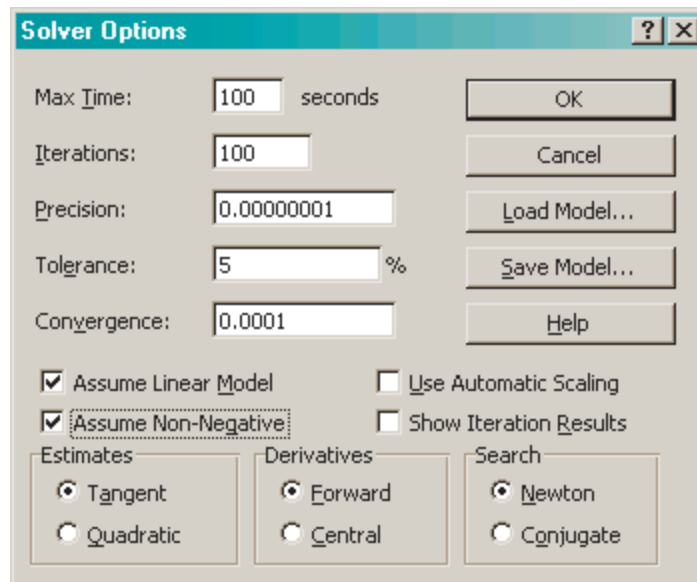 Solver Options
Max Time: 100 seconds OK
Iterations: 100 Cancel
Precision: 0.00000001 Load Model...
Tolerance: 5 % Save Model...
Convergence: 0.0001 Help
Assume Linear Model Use Automatic Scaling
Assume Non-Negative Show Iteration Results
Estimates Derivatives Search
Tangent Forward Newton
Quadratic Central Conjugate